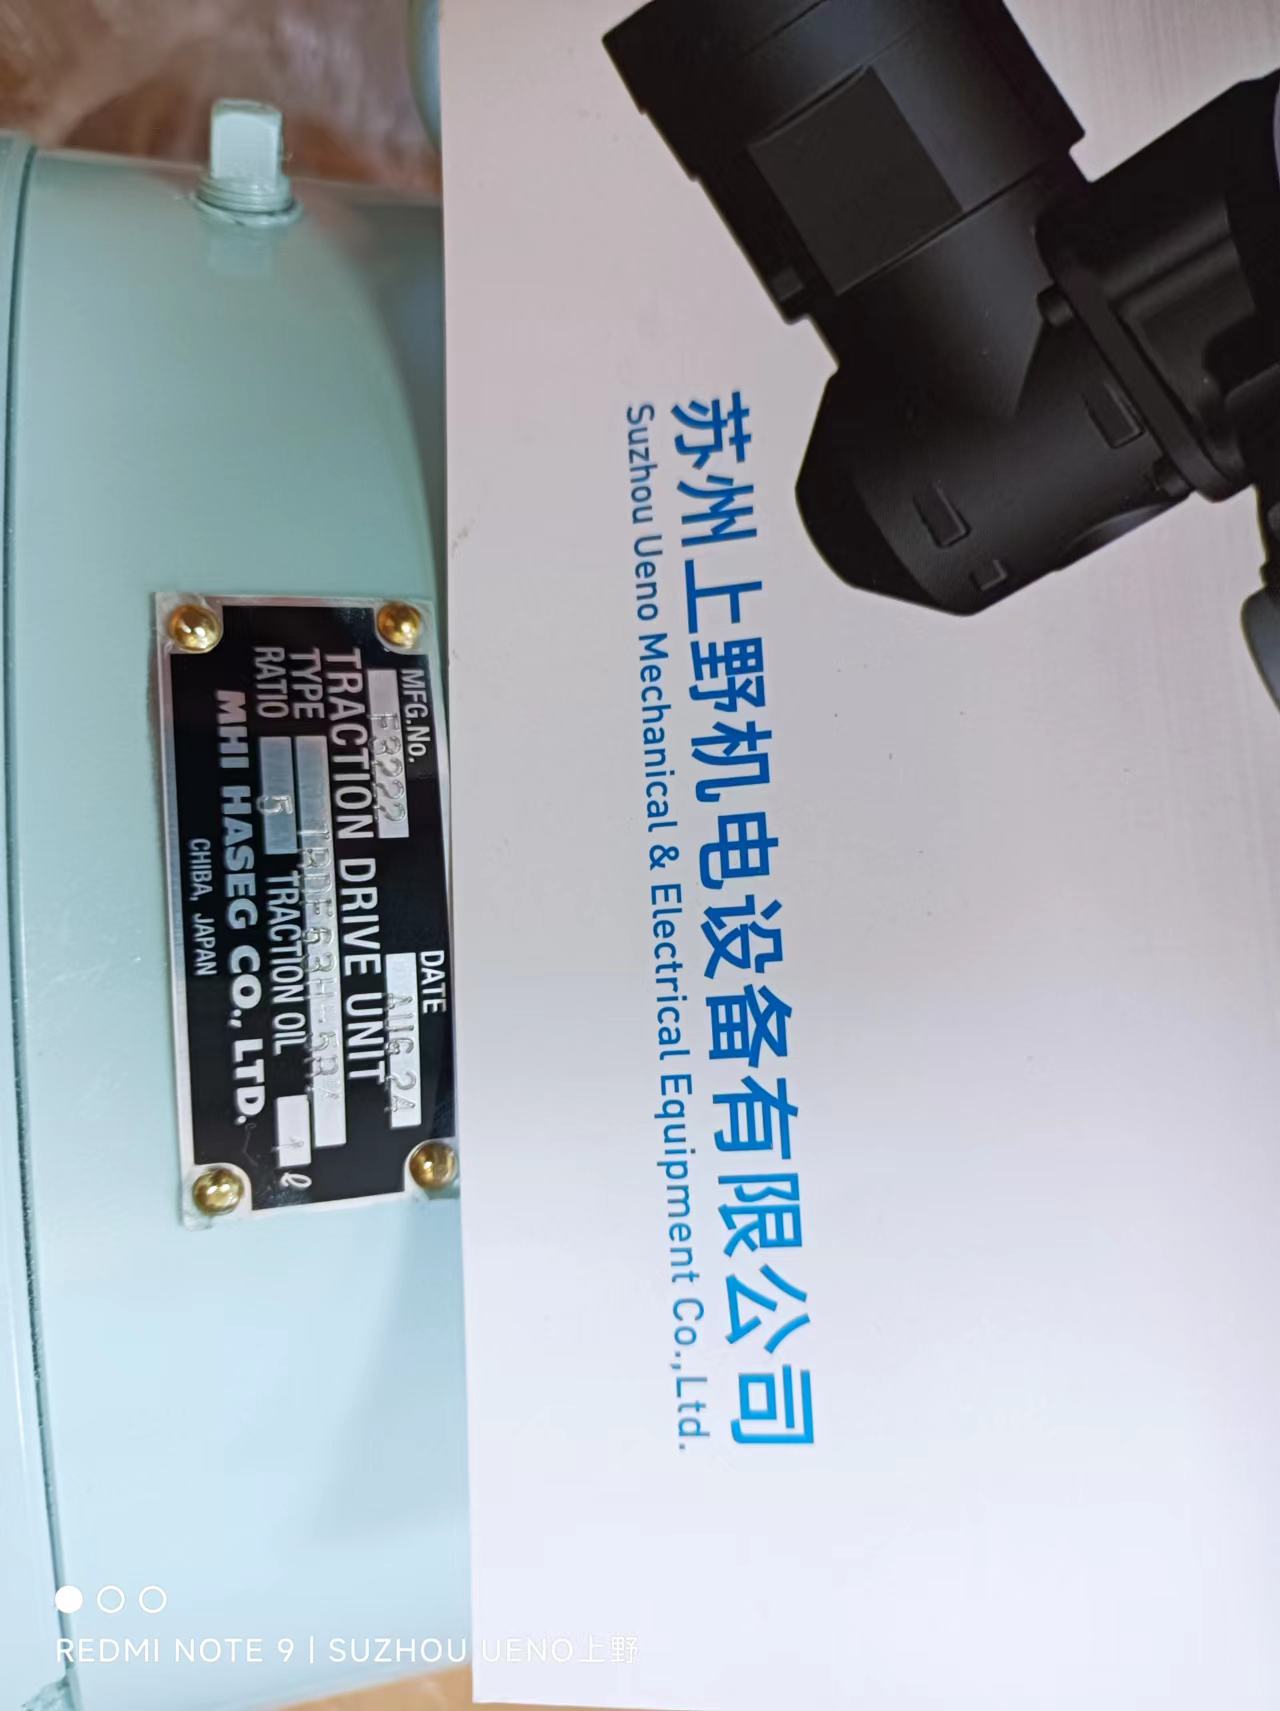 MFG.No. F3222 DATE AUG 24
TRACTION DRIVE UNIT
TYPE
RATIO 5 TRACTION OIL 1 ℓ
MHI HASEG CO., LTD.
CHIBA, JAPAN
苏州上野机电设备有限公司
Suzhou Ueno Mechanical & Electrical Equipment Co.,Ltd.
REDMI NOTE 9 | SUZHOU UENO上野